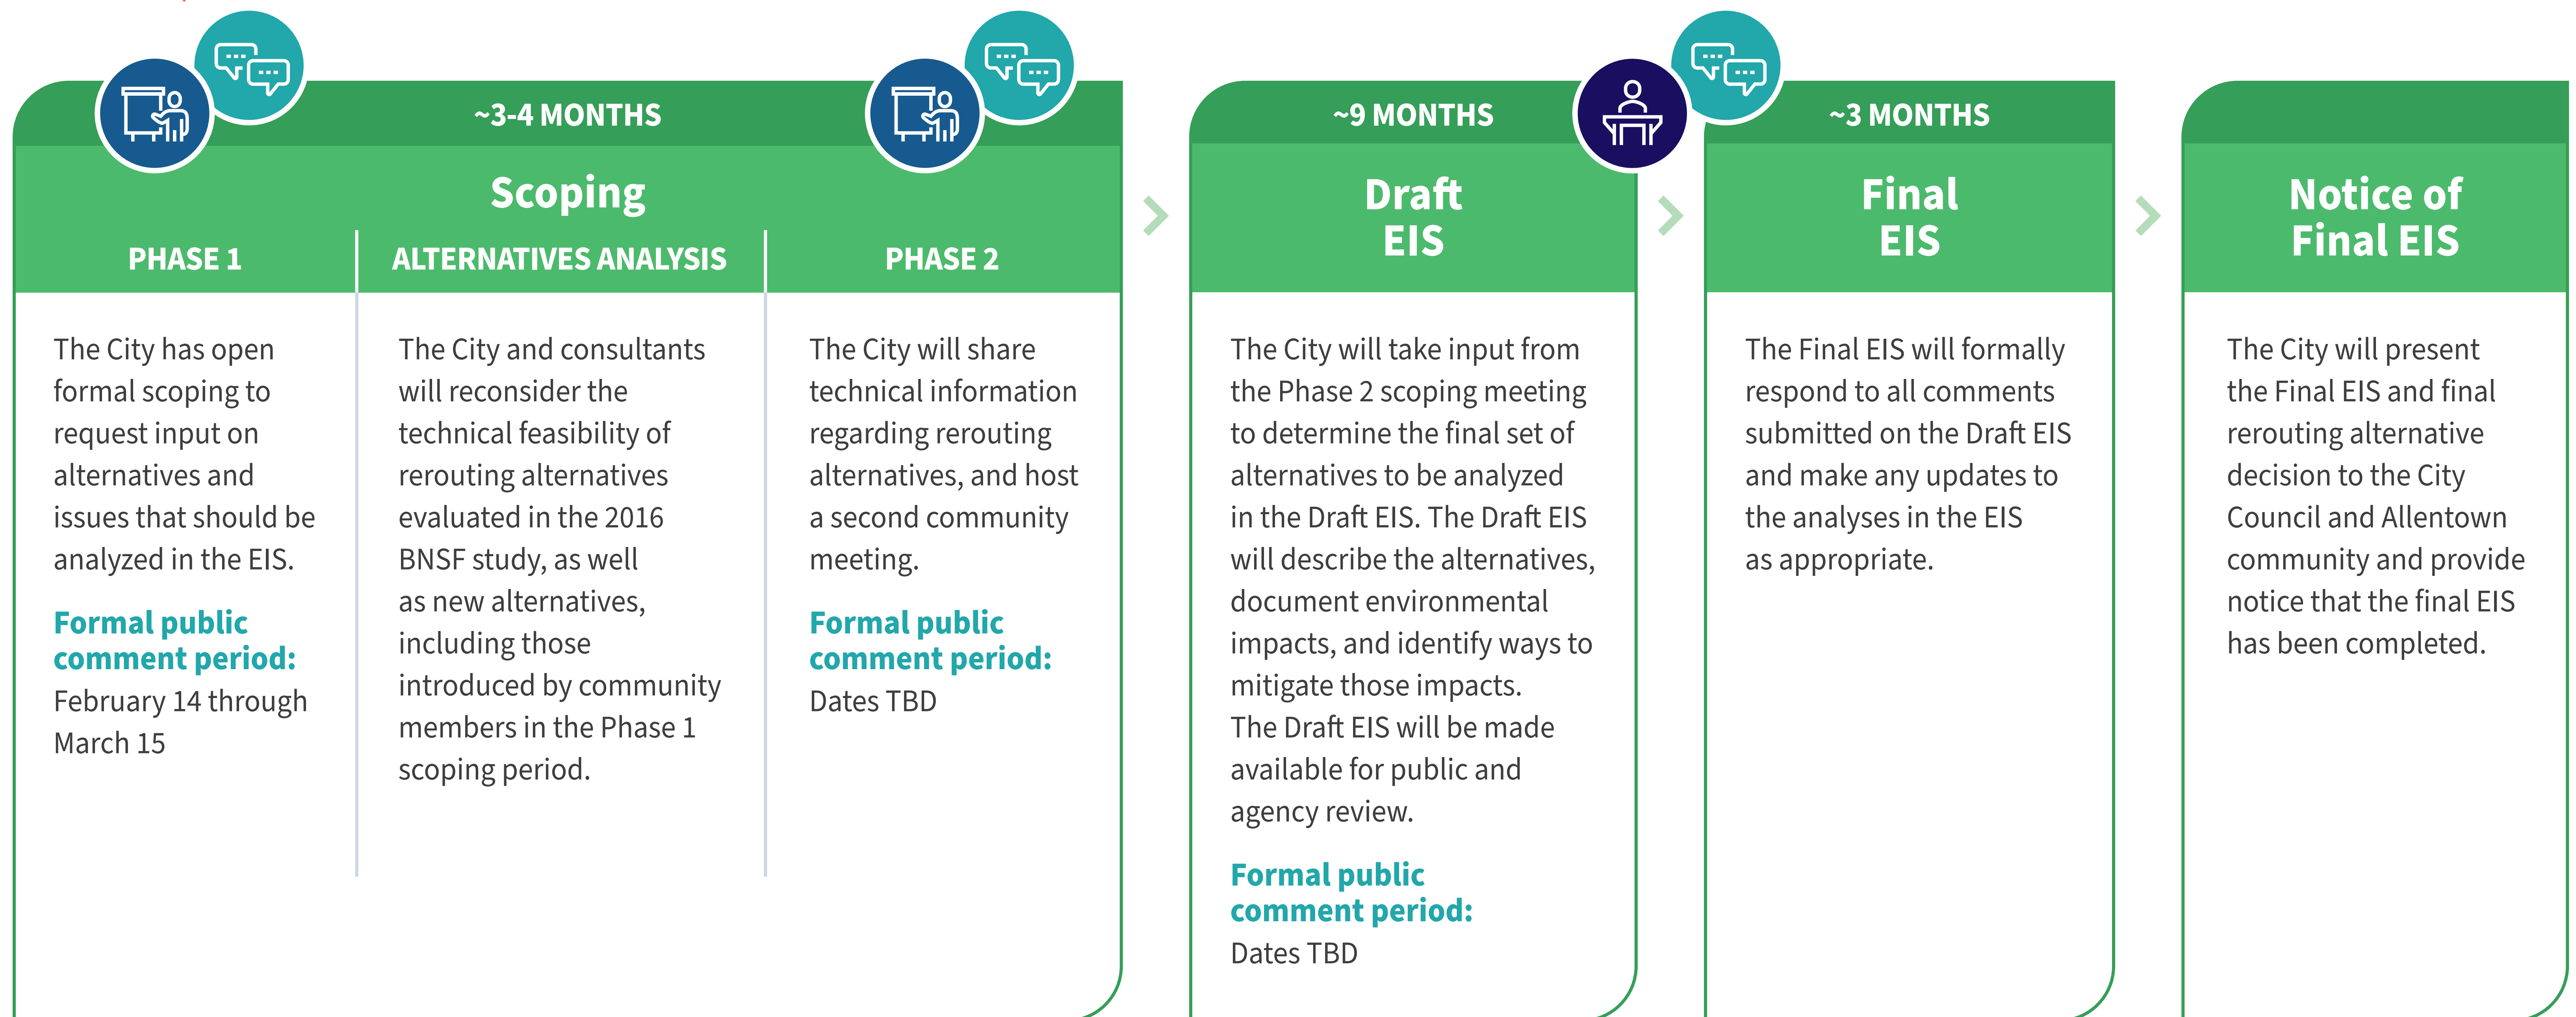 ~3-4 MONTHS
Scoping
PHASE 1
The City has open
formal scoping to
request input on
alternatives and
issues that should be
analyzed in the EIS.
Formal public
comment period:
February 14 through
March 15
ALTERNATIVES ANALYSIS
The City and consultants
will reconsider the
technical feasibility of
rerouting alternatives
evaluated in the 2016
BNSF study, as well
as new alternatives,
including those
introduced by community
members in the Phase 1
scoping period.
PHASE 2
The City will share
technical information
regarding rerouting
alternatives, and host
a second community
meeting.
Formal public
comment period:
Dates TBD
~9 MONTHS
Draft
EIS
The City will take input from
the Phase 2 scoping meeting
to determine the final set of
alternatives to be analyzed
in the Draft EIS. The Draft EIS
will describe the alternatives,
document environmental
impacts, and identify ways to
mitigate those impacts.
The Draft EIS will be made
available for public and
agency review.
Formal public
comment period:
Dates TBD
~3 MONTHS
Final
EIS
The Final EIS will formally
respond to all comments
submitted on the Draft EIS
and make any updates to
the analyses in the EIS
as appropriate.
Notice of
Final EIS
The City will present
the Final EIS and final
rerouting alternative
decision to the City
Council and Allentown
community and provide
notice that the final EIS
has been completed.